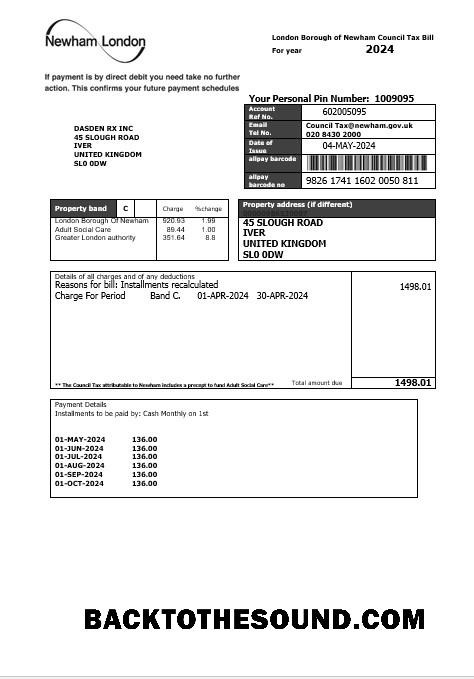 Newham London
London Borough of Newham Council Tax Bill
For year 2024
If payment is by direct debit you need take no further
action. This confirms your future payment schedules
Your Personal Pin Number: 1009095
Account Ref No. 602005095
Email Council Tax@newham.gov.uk
Tel No. 020 8430 2000
Date of Issue 04-MAY-2024
allpay barcode
allpay barcode no 9826 1741 1602 0050 811
DASDEN RX INC
45 SLOUGH ROAD
IVER
UNITED KINGDOM
SL0 0DW
Property band C Charge %change
London Borough Of Newham 920.93 1.99
Adult Social Care 89.44 1.00
Greater London authority 351.64 8.8
Property address (if different)
45 SLOUGH ROAD
IVER
UNITED KINGDOM
SL0 0DW
Details of all charges and of any deductions
Reasons for bill: Installments recalculated 1498.01
Charge For Period Band C. 01-APR-2024 30-APR-2024
** The Council Tax attributable to Newham includes a precept to fund Adult Social Care** Total amount due 1498.01
Payment Details
Installments to be paid by: Cash Monthly on 1st
01-MAY-2024 136.00
01-JUN-2024 136.00
01-JUL-2024 136.00
01-AUG-2024 136.00
01-SEP-2024 136.00
01-OCT-2024 136.00
BACKTOTHESOUND.COM